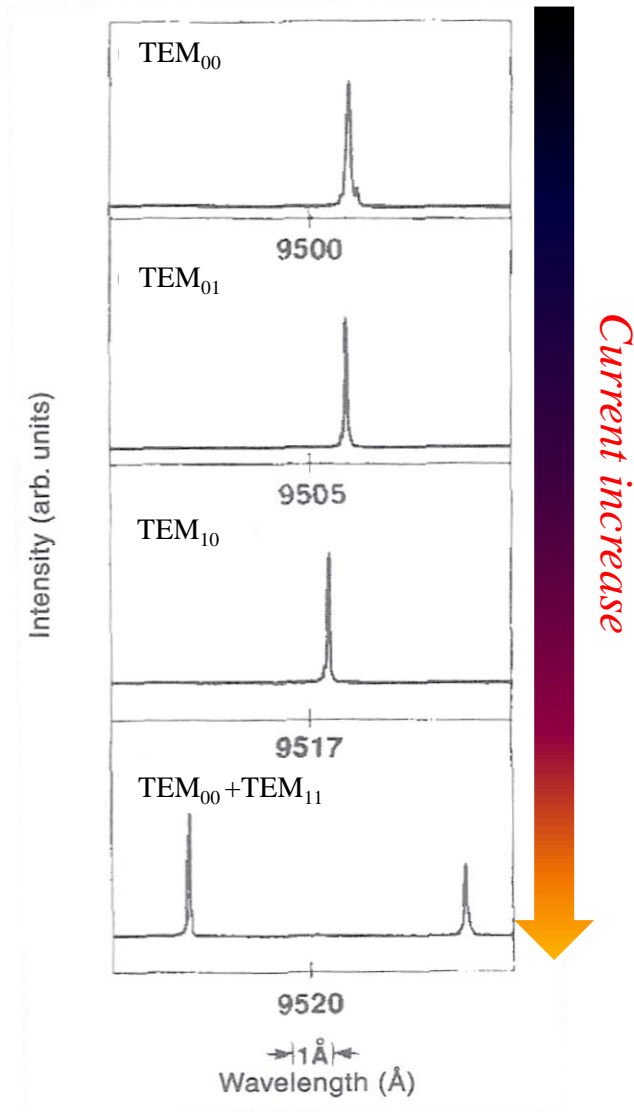 TEM₀₀
9500
TEM₀₁
9505
TEM₁₀
9517
TEM₀₀+TEM₁₁
9520
1Å
Wavelength (Å)
Intensity (arb. units)
Current increase